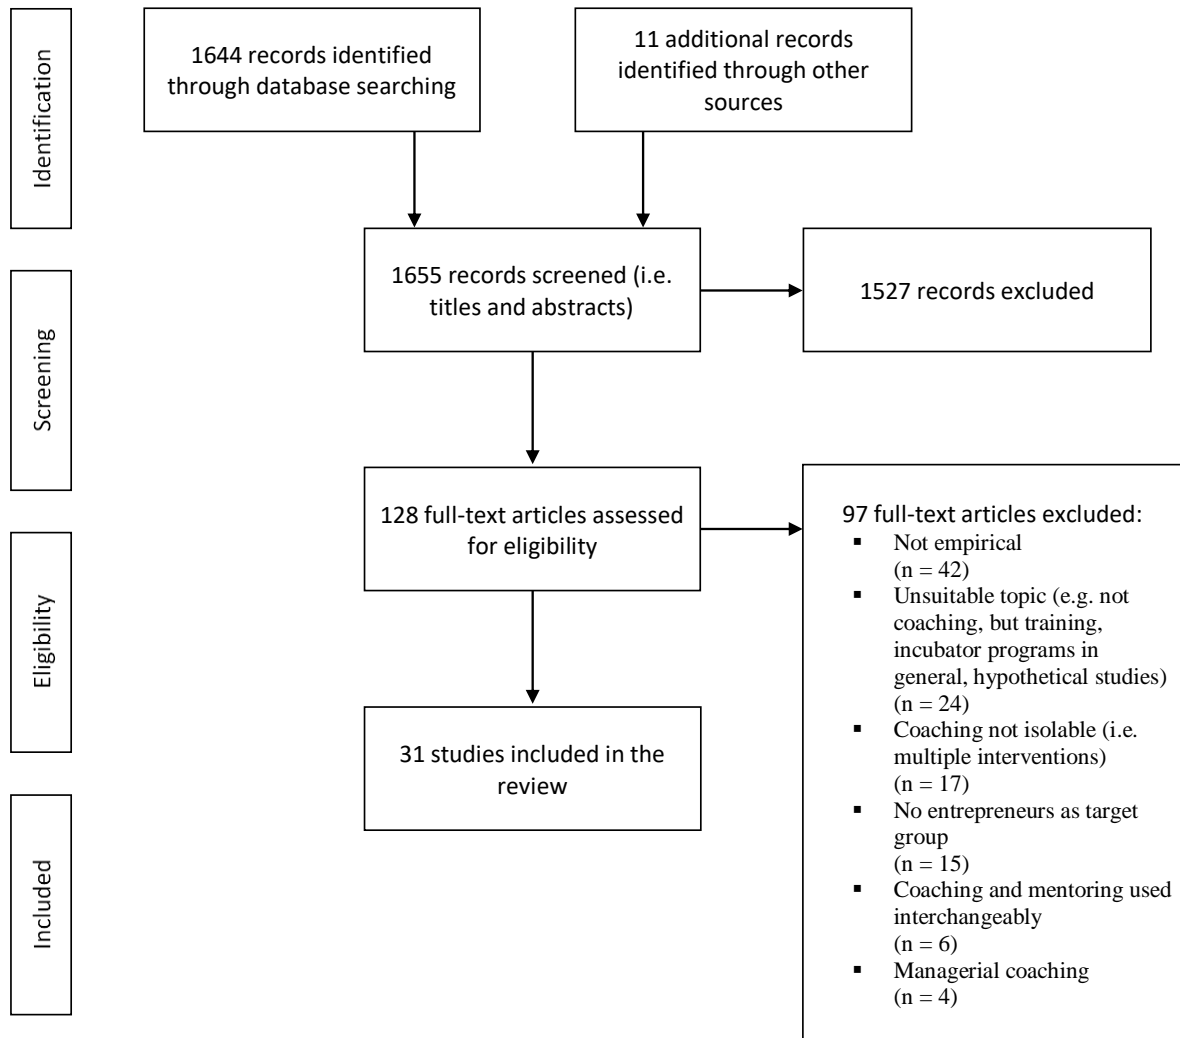 Identification
1644 records identified
through database searching
11 additional records
identified through other
sources
Screening
1655 records screened (i.e.
titles and abstracts)
1527 records excluded
Eligibility
128 full-text articles assessed
for eligibility
97 full-text articles excluded:
▪ Not empirical
(n = 42)
▪ Unsuitable topic (e.g. not
coaching, but training,
incubator programs in
general, hypothetical studies)
(n = 24)
▪ Coaching not isolable (i.e.
multiple interventions)
(n = 17)
▪ No entrepreneurs as target
group
(n = 15)
▪ Coaching and mentoring used
interchangeably
(n = 6)
▪ Managerial coaching
(n = 4)
Included
31 studies included in the
review